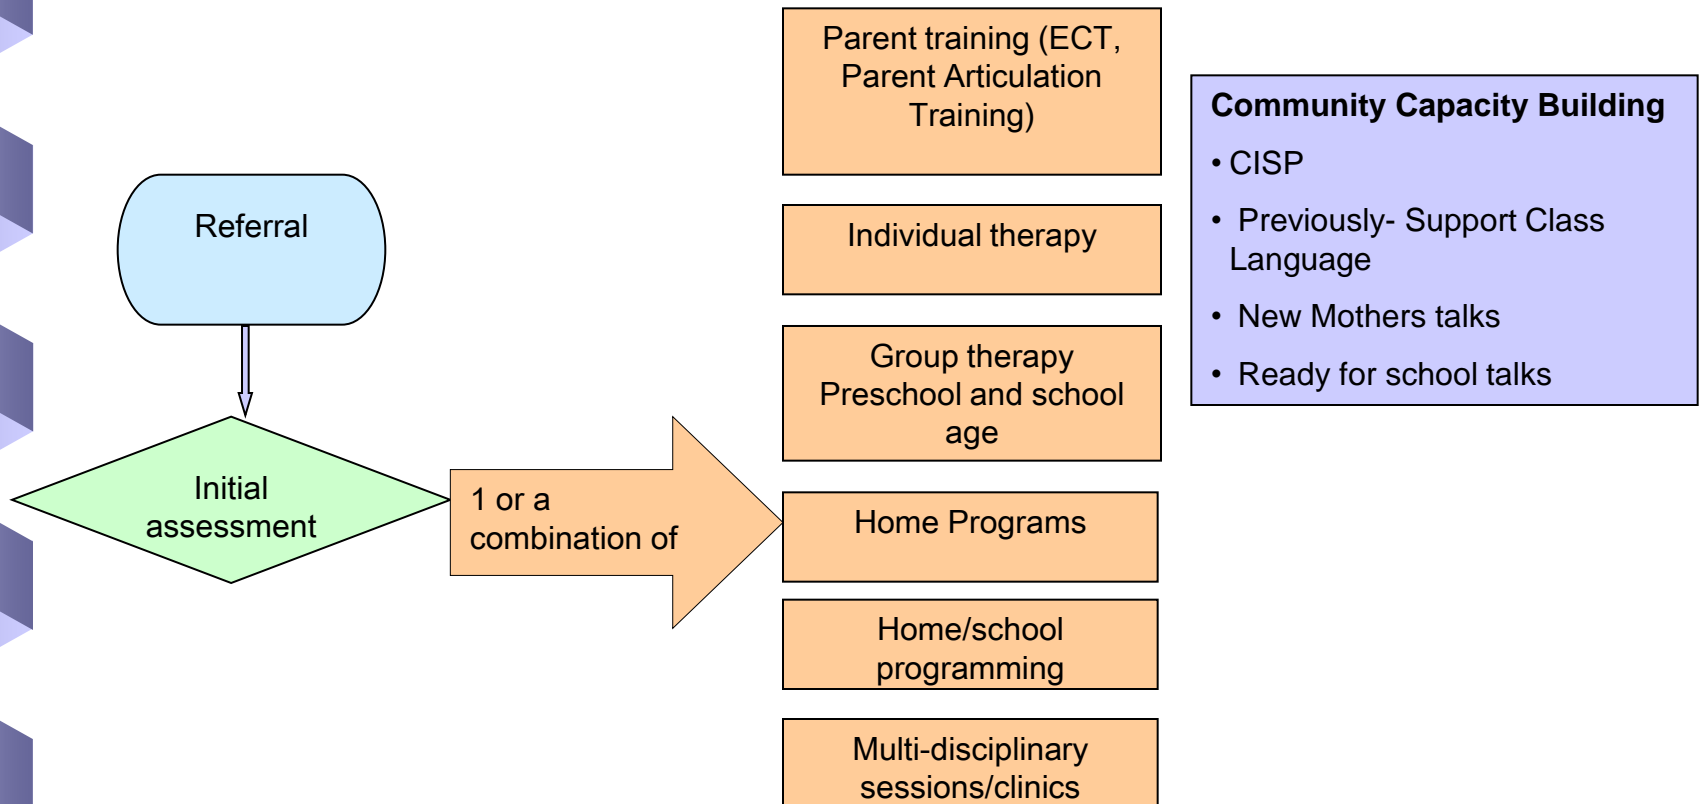 Referral
Initial
assessment
1 or a
combination of
Parent training (ECT,
Parent Articulation
Training)
Individual therapy
Group therapy
Preschool and school
age
Home Programs
Home/school
programming
Multi-disciplinary
sessions/clinics
Community Capacity Building
• CISP
• Previously- Support Class
Language
• New Mothers talks
• Ready for school talks